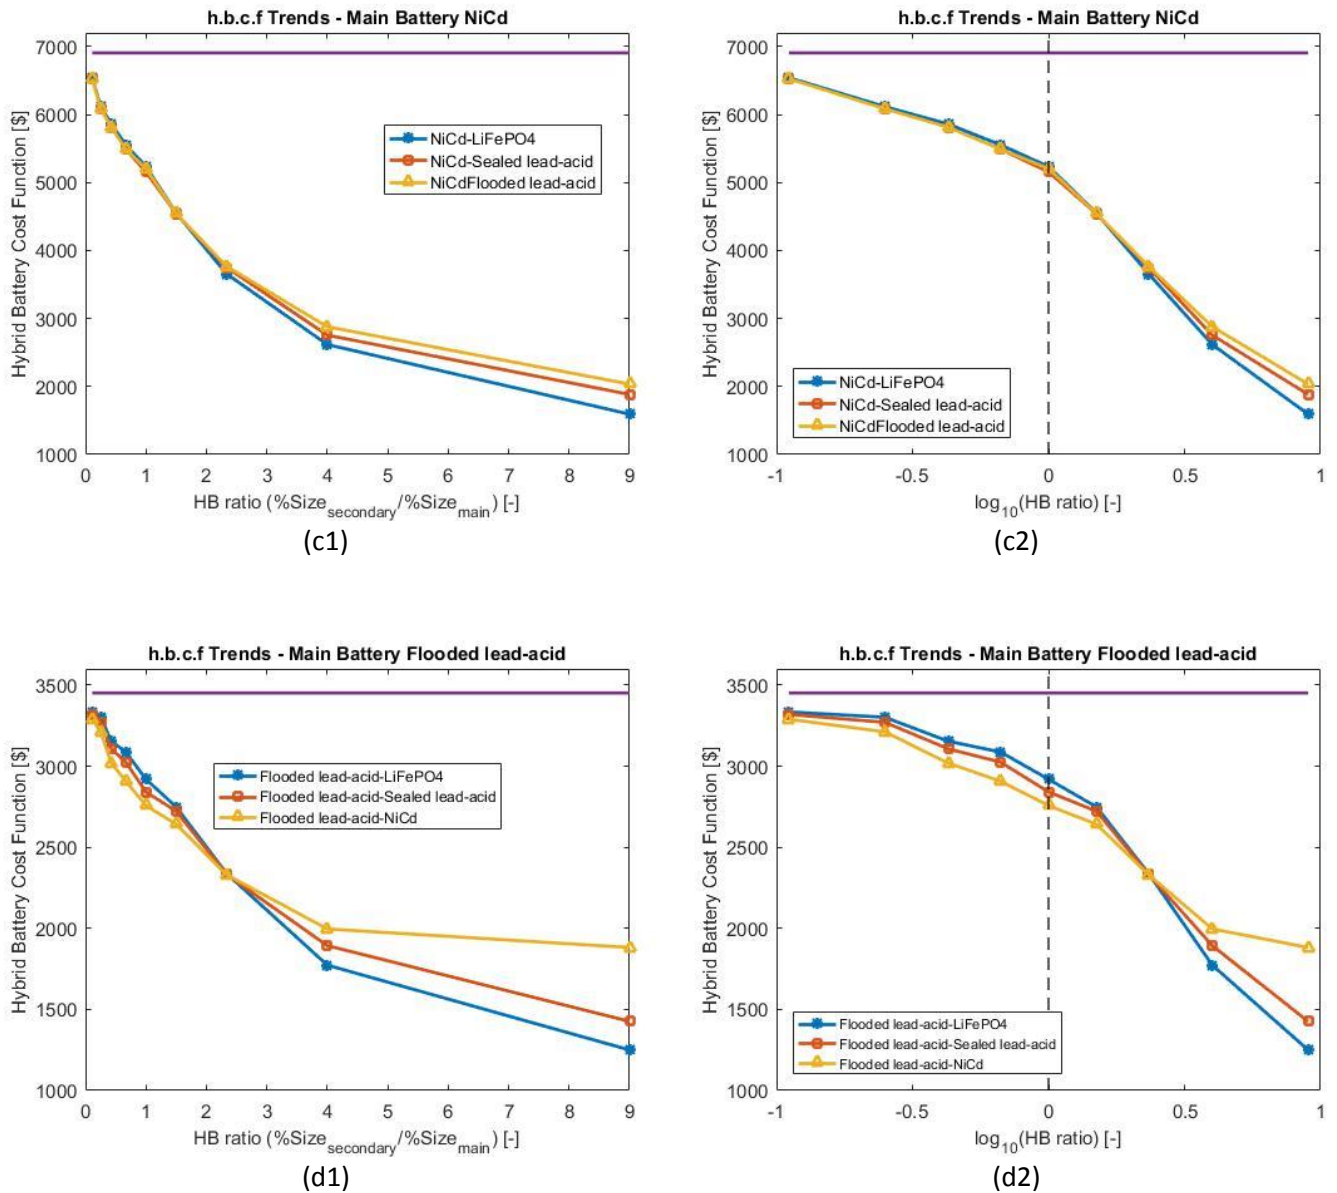 h.b.c.f Trends - Main Battery NiCd
Hybrid Battery Cost Function [$]
7000
6000
5000
4000
3000
2000
1000
NiCd-LiFePO4
NiCd-Sealed lead-acid
NiCdFlooded lead-acid
0 1 2 3 4 5 6 7 8 9
HB ratio (%Size_secondary/%Size_main) [-]
(c1)
h.b.c.f Trends - Main Battery NiCd
Hybrid Battery Cost Function [$]
7000
6000
5000
4000
3000
2000
1000
NiCd-LiFePO4
NiCd-Sealed lead-acid
NiCdFlooded lead-acid
-1 -0.5 0 0.5 1
log_10(HB ratio) [-]
(c2)
h.b.c.f Trends - Main Battery Flooded lead-acid
Hybrid Battery Cost Function [$]
3500
3000
2500
2000
1500
1000
Flooded lead-acid-LiFePO4
Flooded lead-acid-Sealed lead-acid
Flooded lead-acid-NiCd
0 1 2 3 4 5 6 7 8 9
HB ratio (%Size_secondary/%Size_main) [-]
(d1)
h.b.c.f Trends - Main Battery Flooded lead-acid
Hybrid Battery Cost Function [$]
3500
3000
2500
2000
1500
1000
Flooded lead-acid-LiFePO4
Flooded lead-acid-Sealed lead-acid
Flooded lead-acid-NiCd
-1 -0.5 0 0.5 1
log_10(HB ratio) [-]
(d2)